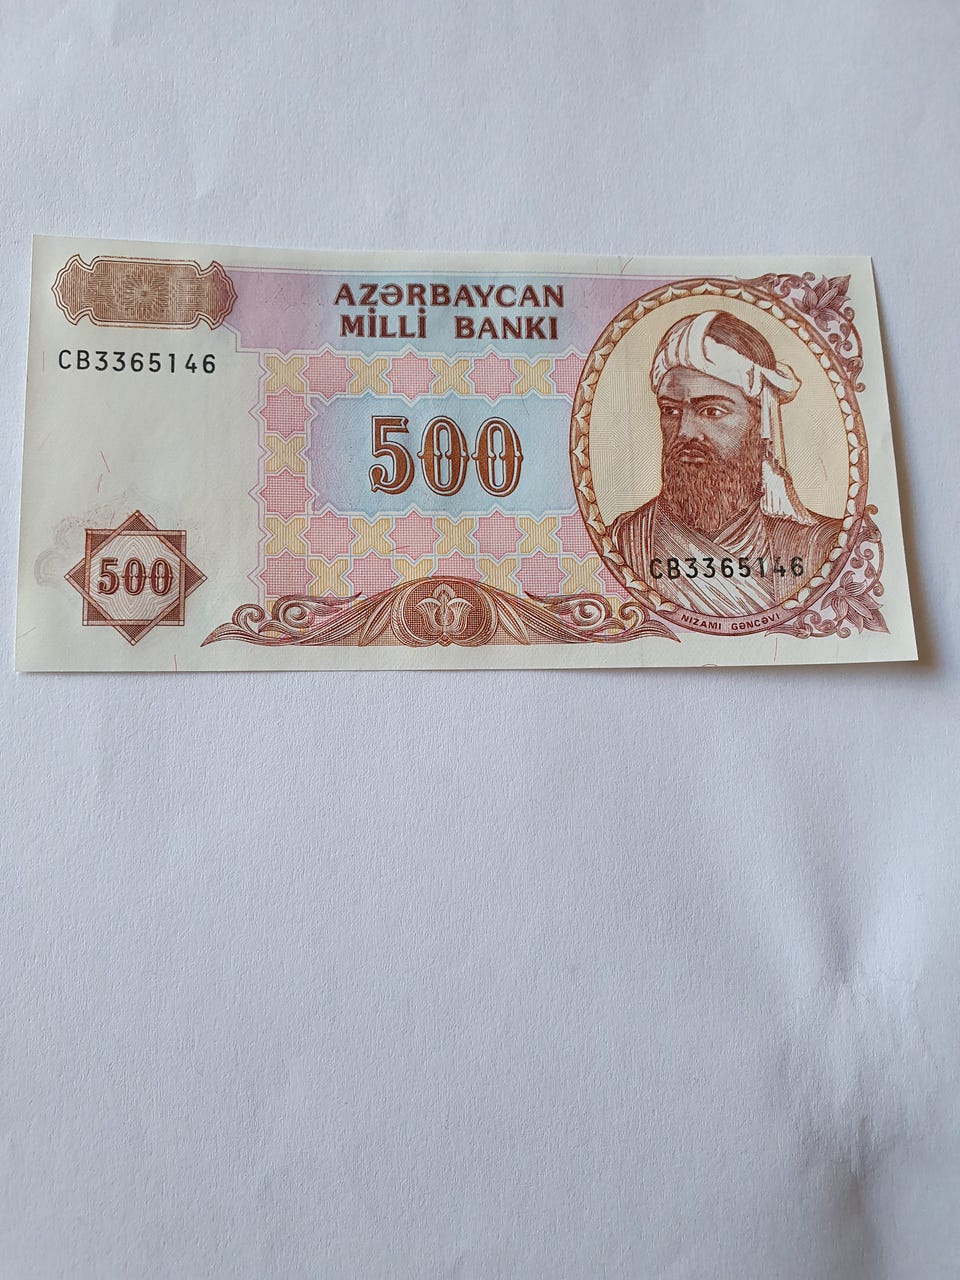 AZƏRBAYCAN
MİLLİ BANKI
CB3365146
500
500
CB3365146
NIZAMI GƏNCƏVI